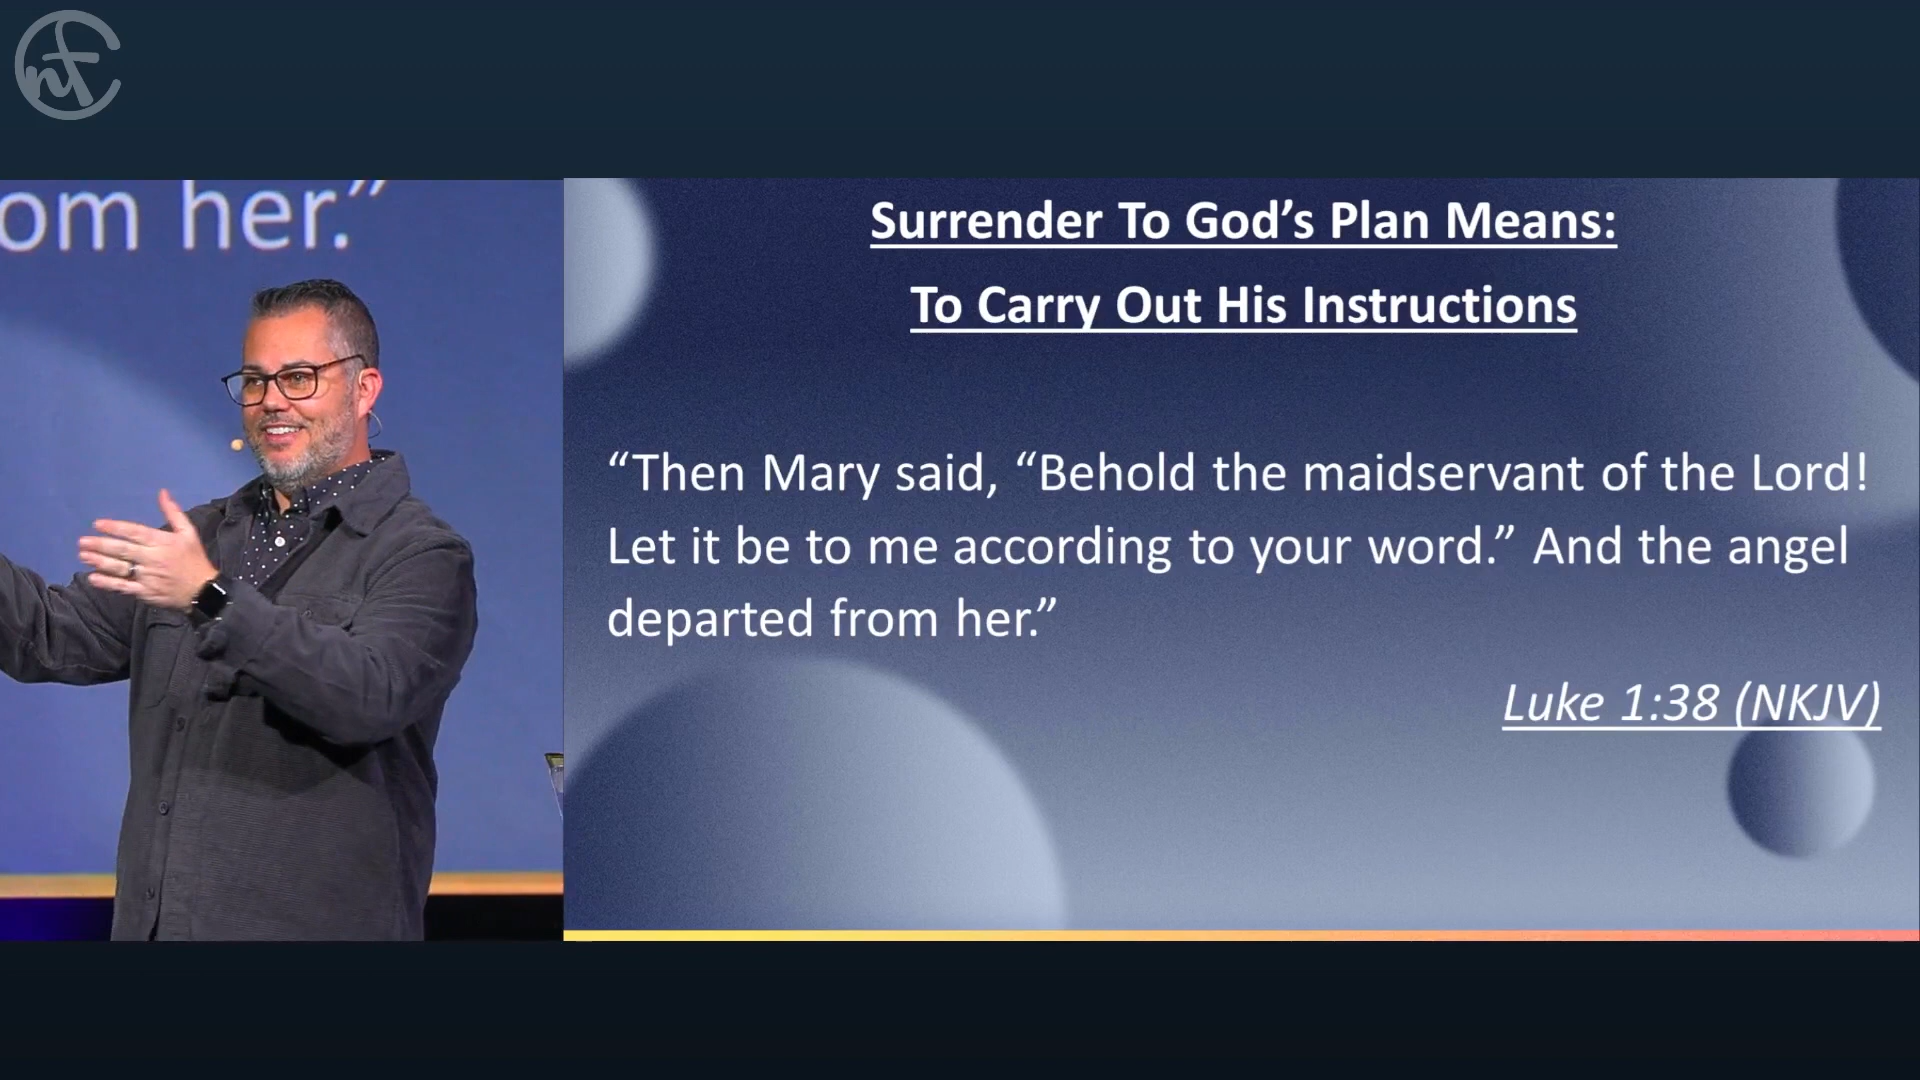 om her.”
Surrender To God’s Plan Means:
To Carry Out His Instructions
“Then Mary said, “Behold the maidservant of the Lord!
Let it be to me according to your word.” And the angel
departed from her.”
Luke 1:38 (NKJV)